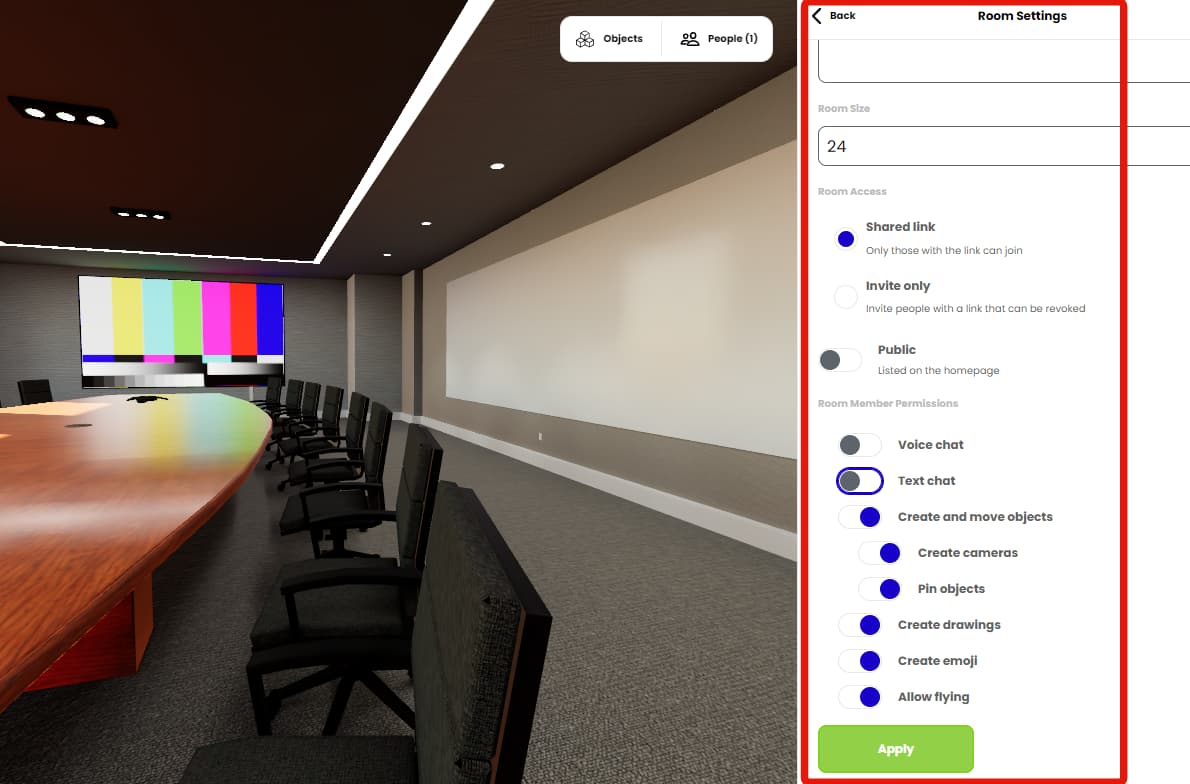 Objects
People (1)
Back
Room Settings
Room Size
24
Room Access
Shared link
Only those with the link can join
Invite only
Invite people with a link that can be revoked
Public
Listed on the homepage
Room Member Permissions
Voice chat
Text chat
Create and move objects
Create cameras
Pin objects
Create drawings
Create emoji
Allow flying
Apply